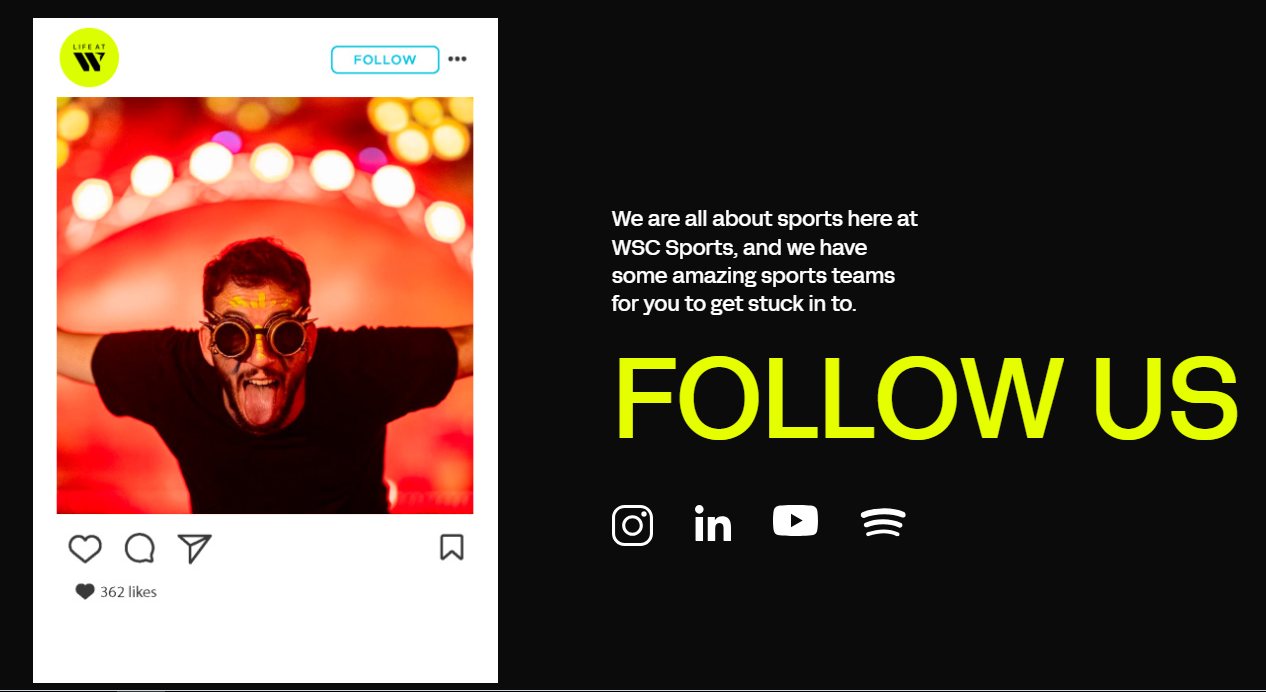 LIFE AT
W
FOLLOW
362 likes
We are all about sports here at
WSC Sports, and we have
some amazing sports teams
for you to get stuck in to.
FOLLOW US
in